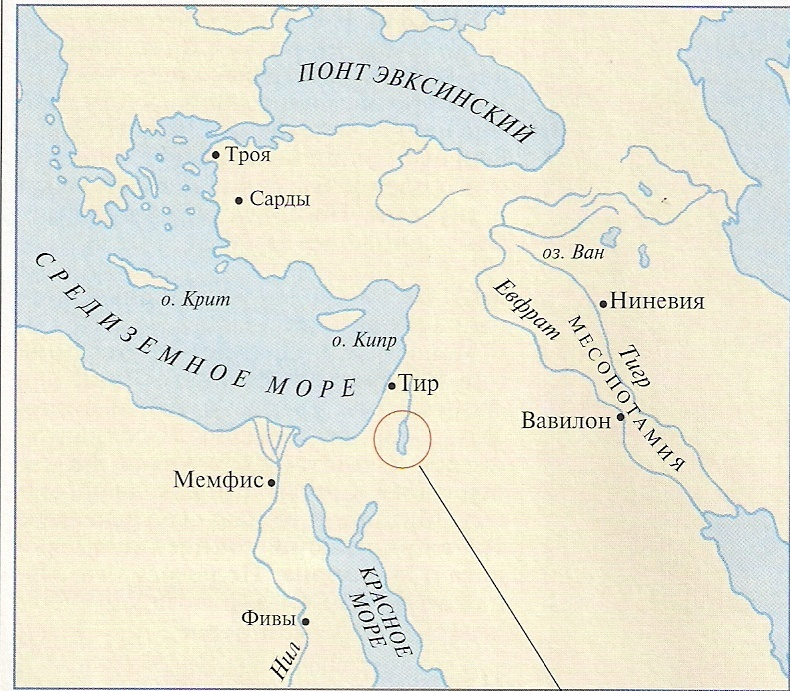 ПОНТ ЭВКСИНСКИЙ
Троя
Сарды
оз. Ван
о. Крит
СРЕДИЗЕМНОЕ МОРЕ
о. Кипр
Евфрат
Ниневия
МЕСОПОТАМИЯ
Тигр
Тир
Вавилон
Мемфис
КРАСНОЕ
МОРЕ
Фивы
Нил